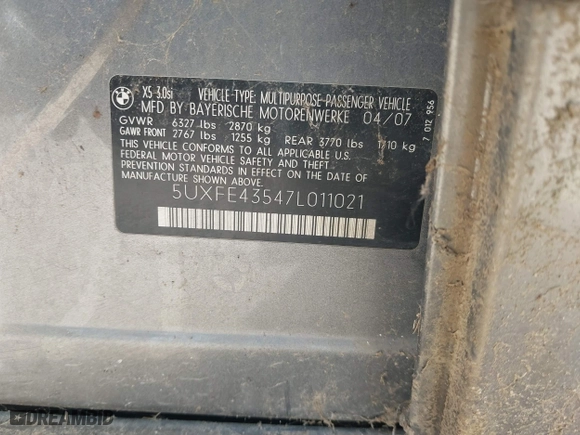 X5 3.0si VEHICLE-TYPE: MULTIPURPOSE-PASSENGER VEHICLE
MFD BY BAYERISCHE MOTORENWERKE 04/07
GVWR 6327 lbs 2870 kg
GAWR FRONT 2767 lbs 1255 kg REAR 3770 lbs 1710 kg
THIS VEHICLE CONFORMS TO ALL APPLICABLE U.S.
FEDERAL MOTOR VEHICLE SAFETY AND THEFT
PREVENTION STANDARDS IN EFFECT ON THE DATE
OF MANUFACTURE SHOWN ABOVE.
5UXFE43547L011021
7 012 956
DREAMBID